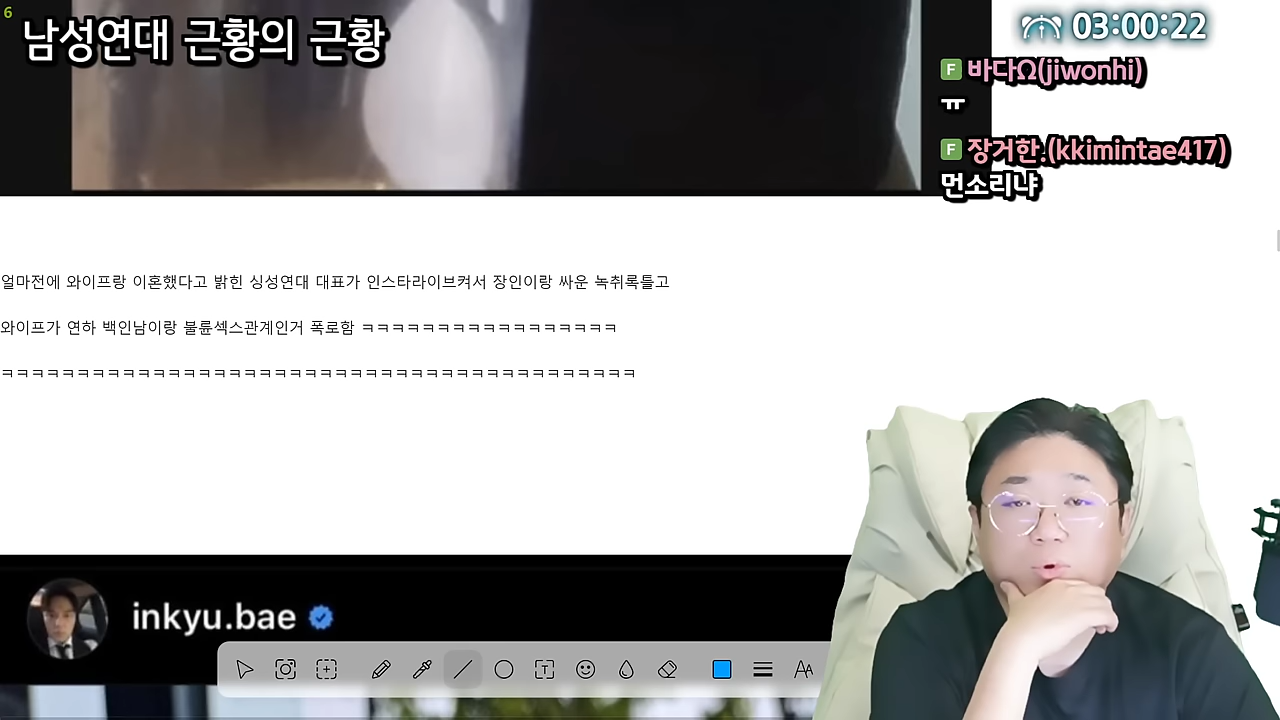 6
남성연대 근황의 근황
03:00:22
F 바다Ω(jiwonhi)
ㅠ
F 장거한.(kkimintae417)
먼소리냐
얼마전에 와이프랑 이혼했다고 밝힌 싱성연대 대표가 인스타라이브켜서 장인이랑 싸운 녹취록틀고
와이프가 연하 백인남이랑 불륜섹스관계인거 폭로함 ㅋㅋㅋㅋㅋㅋㅋㅋㅋㅋㅋㅋㅋㅋㅋㅋㅋ
ㅋㅋㅋㅋㅋㅋㅋㅋㅋㅋㅋㅋㅋㅋㅋㅋㅋㅋㅋㅋㅋㅋㅋㅋㅋㅋㅋㅋㅋㅋㅋㅋㅋㅋㅋㅋㅋㅋㅋㅋㅋㅋ
inkyu.bae
T
AA